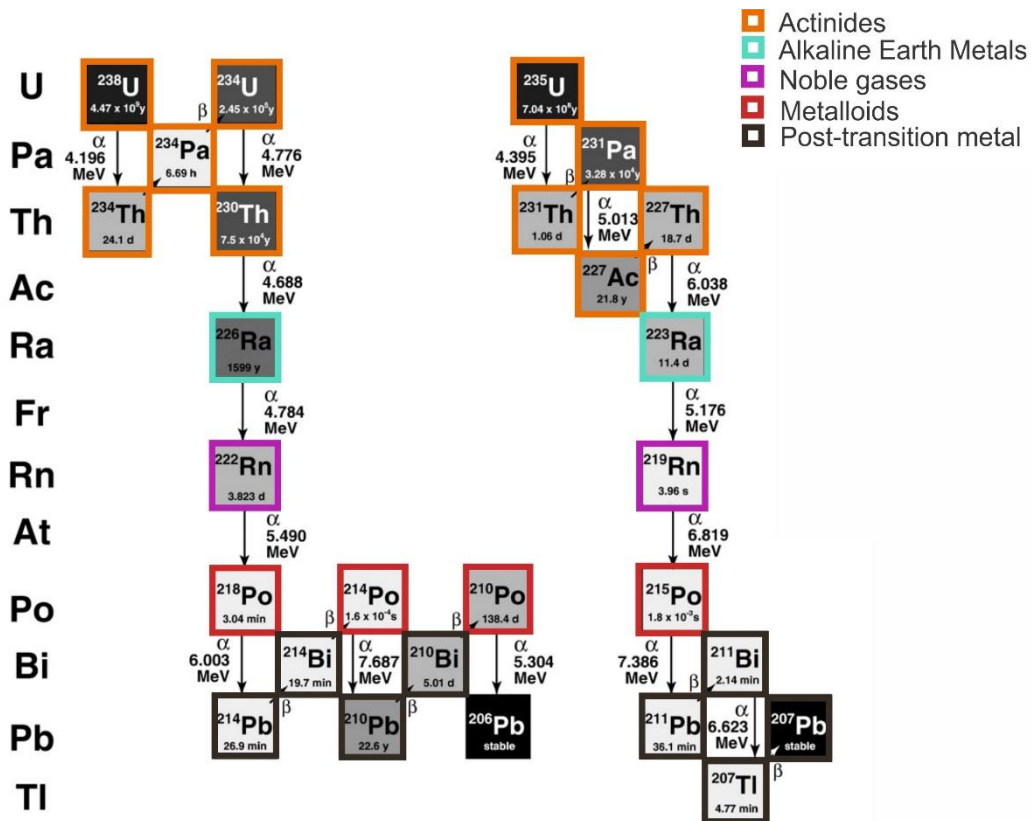 Actinides
Alkaline Earth Metals
Noble gases
Metalloids
Post-transition metal
U
Pa
Th
Ac
Ra
Fr
Rn
At
Po
Bi
Pb
Tl
238U
4.47 x 10⁹y
α
4.196
MeV
234Th
24.1 d
234Pa
6.69 h
β
234U
2.45 x 10⁵y
α
4.776
MeV
230Th
7.5 x 10⁴y
α
4.688
MeV
226Ra
1599 y
α
4.784
MeV
222Rn
3.823 d
α
5.490
MeV
218Po
3.04 min
α
6.003
MeV
214Pb
26.9 min
β
214Bi
19.7 min
β
214Po
1.6 x 10⁻⁴s
α
7.687
MeV
210Pb
22.6 y
β
210Bi
5.01 d
β
210Po
138.4 d
α
5.304
MeV
206Pb
stable
235U
7.04 x 10⁸y
α
4.395
MeV
231Th
1.06 d
β
231Pa
3.28 x 10⁴y
α
5.013
MeV
227Ac
21.8 y
β
227Th
18.7 d
α
6.038
MeV
223Ra
11.4 d
α
5.176
MeV
219Rn
3.96 s
α
6.819
MeV
215Po
1.8 x 10⁻³s
α
7.386
MeV
211Pb
36.1 min
β
211Bi
2.14 min
α
6.623
MeV
207Tl
4.77 min
β
207Pb
stable